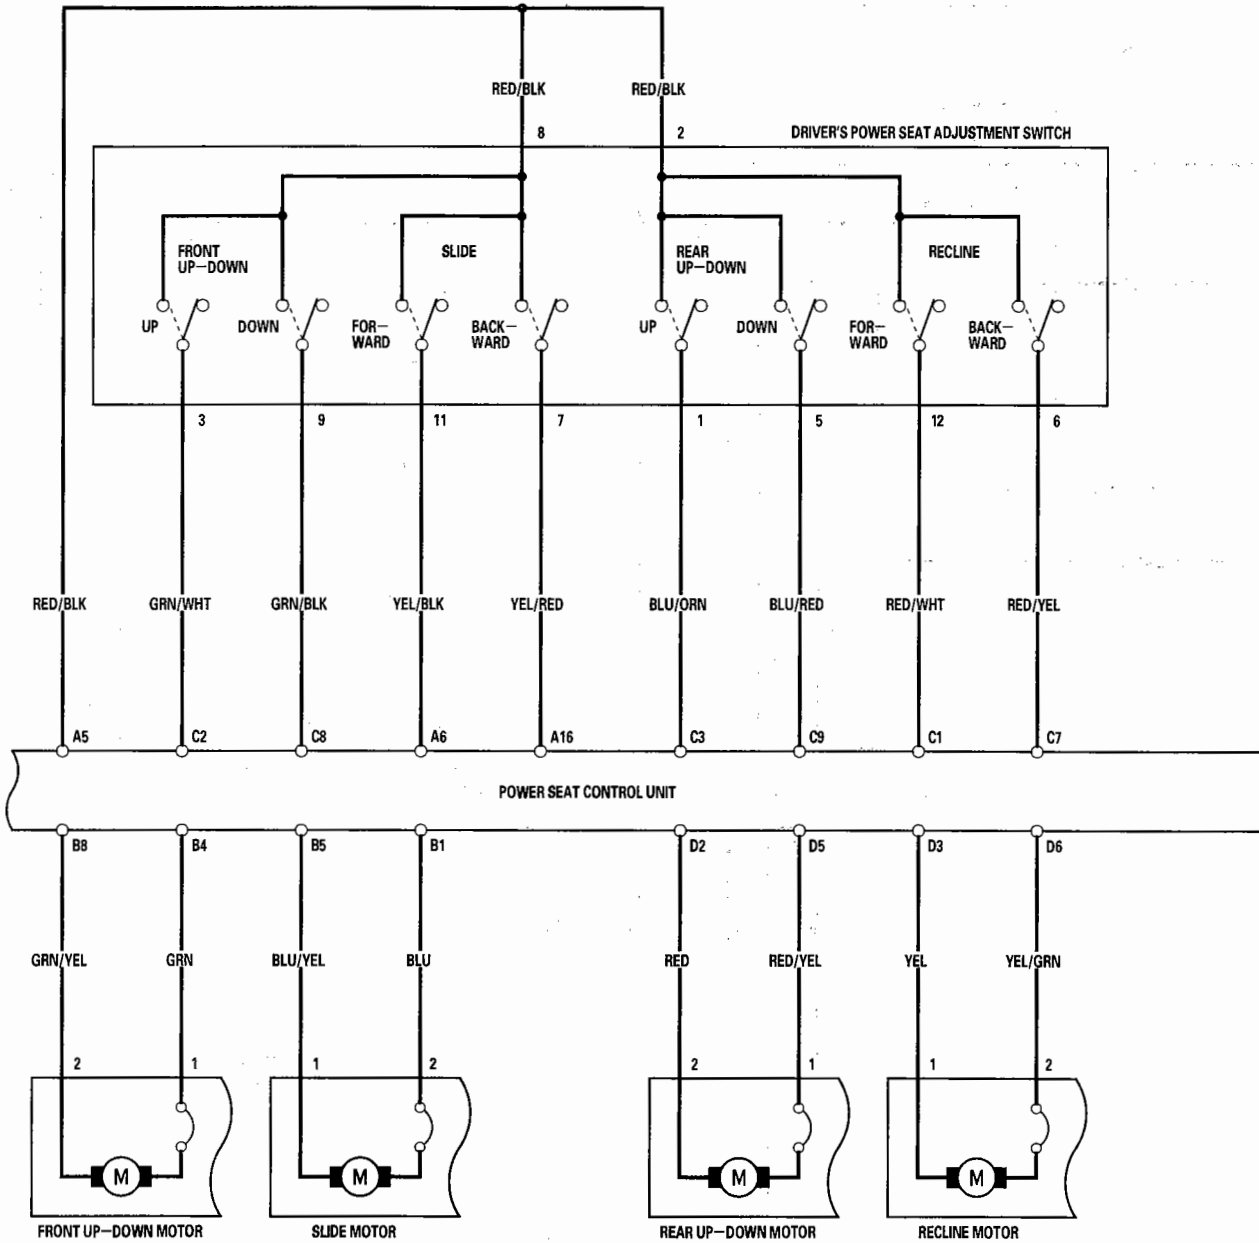 RED/BLK RED/BLK
8 2 DRIVER'S POWER SEAT ADJUSTMENT SWITCH
FRONT
UP–DOWN
SLIDE
REAR
UP–DOWN
RECLINE
UP
DOWN
FOR–
WARD
BACK–
WARD
UP
DOWN
FOR–
WARD
BACK–
WARD
3 9 11 7 1 5 12 6
RED/BLK GRN/WHT GRN/BLK YEL/BLK YEL/RED BLU/ORN BLU/RED RED/WHT RED/YEL
A5 C2 C8 A6 A16 C3 C9 C1 C7
POWER SEAT CONTROL UNIT
B8 B4 B5 B1 D2 D5 D3 D6
GRN/YEL GRN BLU/YEL BLU RED RED/YEL YEL YEL/GRN
2 1 1 2 2 1 1 2
M M M M
FRONT UP–DOWN MOTOR SLIDE MOTOR REAR UP–DOWN MOTOR RECLINE MOTOR